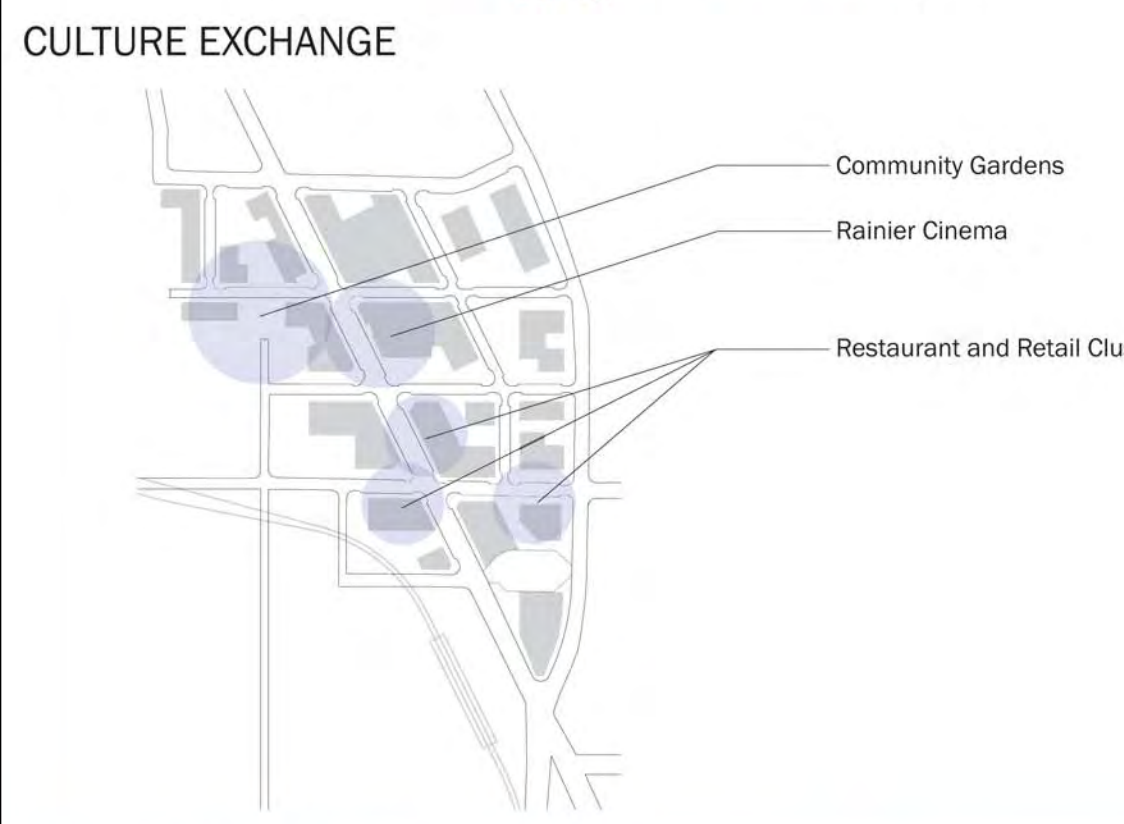 CULTURE EXCHANGE
Community Gardens
Rainier Cinema
Restaurant and Retail Clu